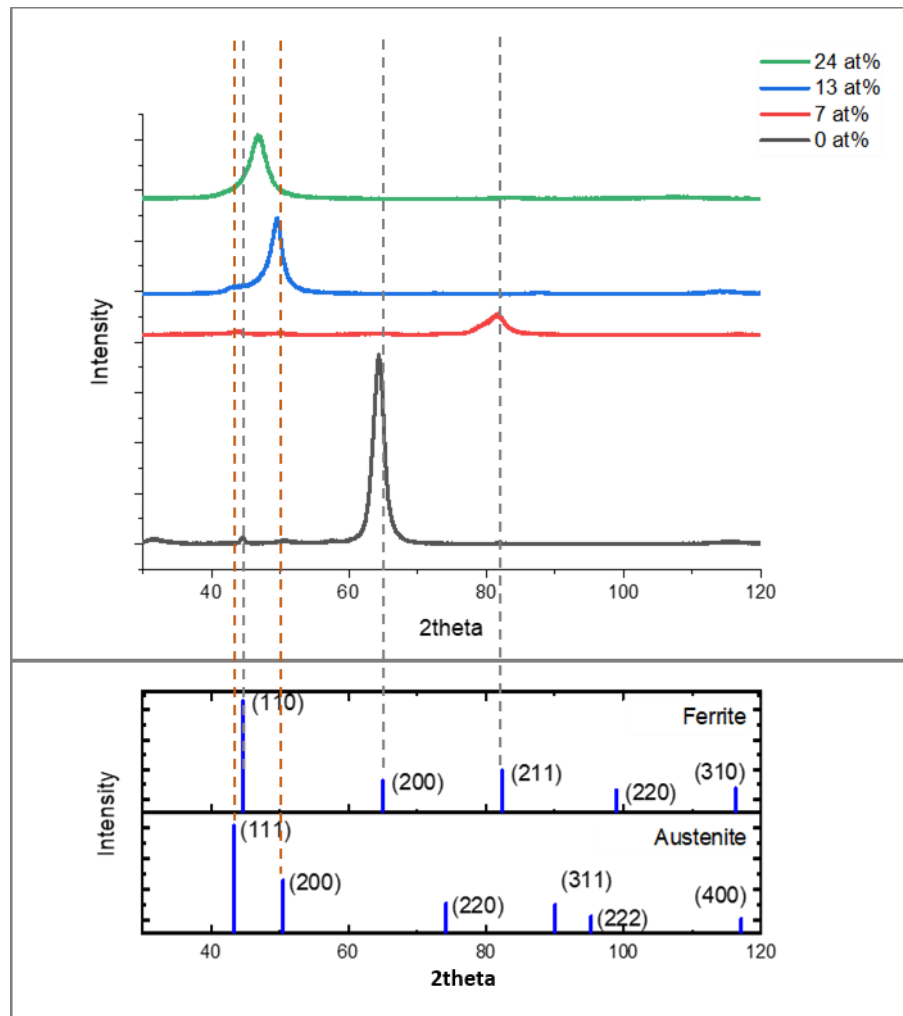 24 at%
13 at%
7 at%
0 at%
Intensity
40 60 80 100 120
2theta
Ferrite
(110)
(200)
(211)
(220)
(310)
Intensity
Austenite
(111)
(200)
(220)
(311)
(222)
(400)
40 60 80 100 120
2theta